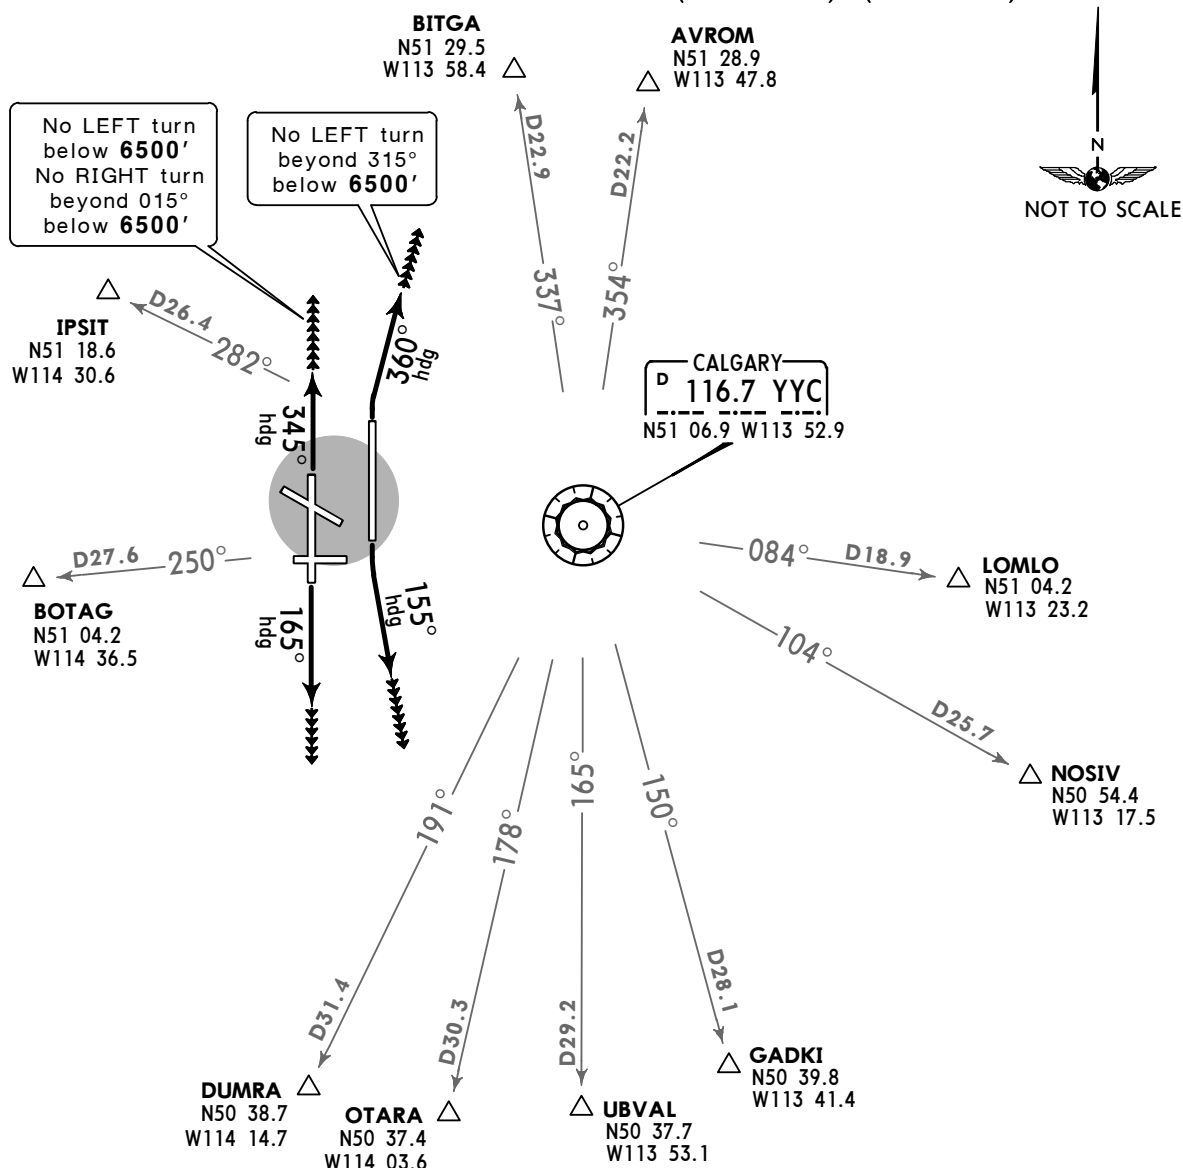 BITGA
N51 29.5
W113 58.4
AVROM
N51 28.9
W113 47.8
No LEFT turn
below 6500'
No RIGHT turn
beyond 015°
below 6500'
No LEFT turn
beyond 315°
below 6500'
N
NOT TO SCALE
D22.9
337°
D22.2
354°
IPSIT
N51 18.6
W114 30.6
D26.4
282°
360°
hdg
345°
hdg
CALGARY
D 116.7 YYC
N51 06.9 W113 52.9
BOTAG
N51 04.2
W114 36.5
D27.6
250°
165°
hdg
155°
hdg
084°
D18.9
LOMLO
N51 04.2
W113 23.2
104°
D25.7
NOSIV
N50 54.4
W113 17.5
191°
D31.4
178°
D30.3
165°
D29.2
150°
D28.1
DUMRA
N50 38.7
W114 14.7
OTARA
N50 37.4
W114 03.6
UBVAL
N50 37.7
W113 53.1
GADKI
N50 39.8
W113 41.4